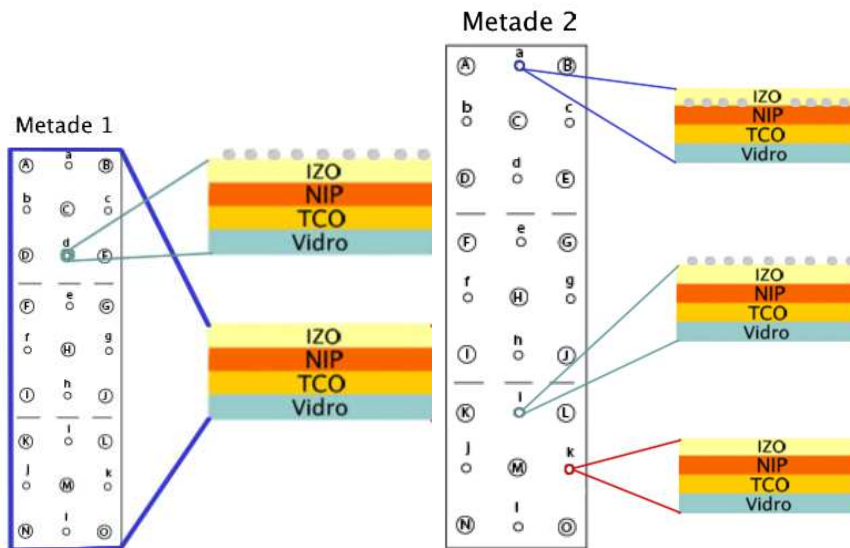 Metade 1
A a B
b C c
D d E
F e G
f H g
I h J
K l L
j M k
N l O
IZO
NIP
TCO
Vidro
IZO
NIP
TCO
Vidro
Metade 2
A a B
b C c
D d E
F e G
f H g
I h J
K l L
j M k
N l O
IZO
NIP
TCO
Vidro
IZO
NIP
TCO
Vidro
IZO
NIP
TCO
Vidro